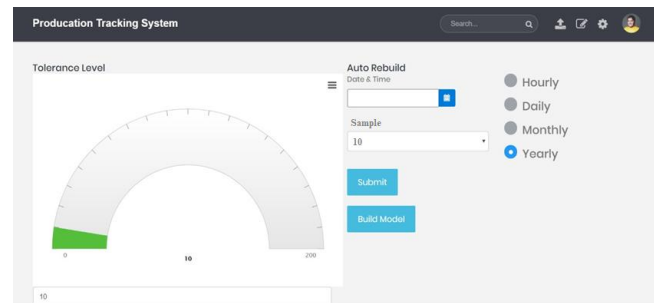 Producation Tracking System
Search...
Tolerance Level
0
10
200
10
Auto Rebuild
Date & Time
Sample
10
Submit
Build Model
Hourly
Daily
Monthly
Yearly